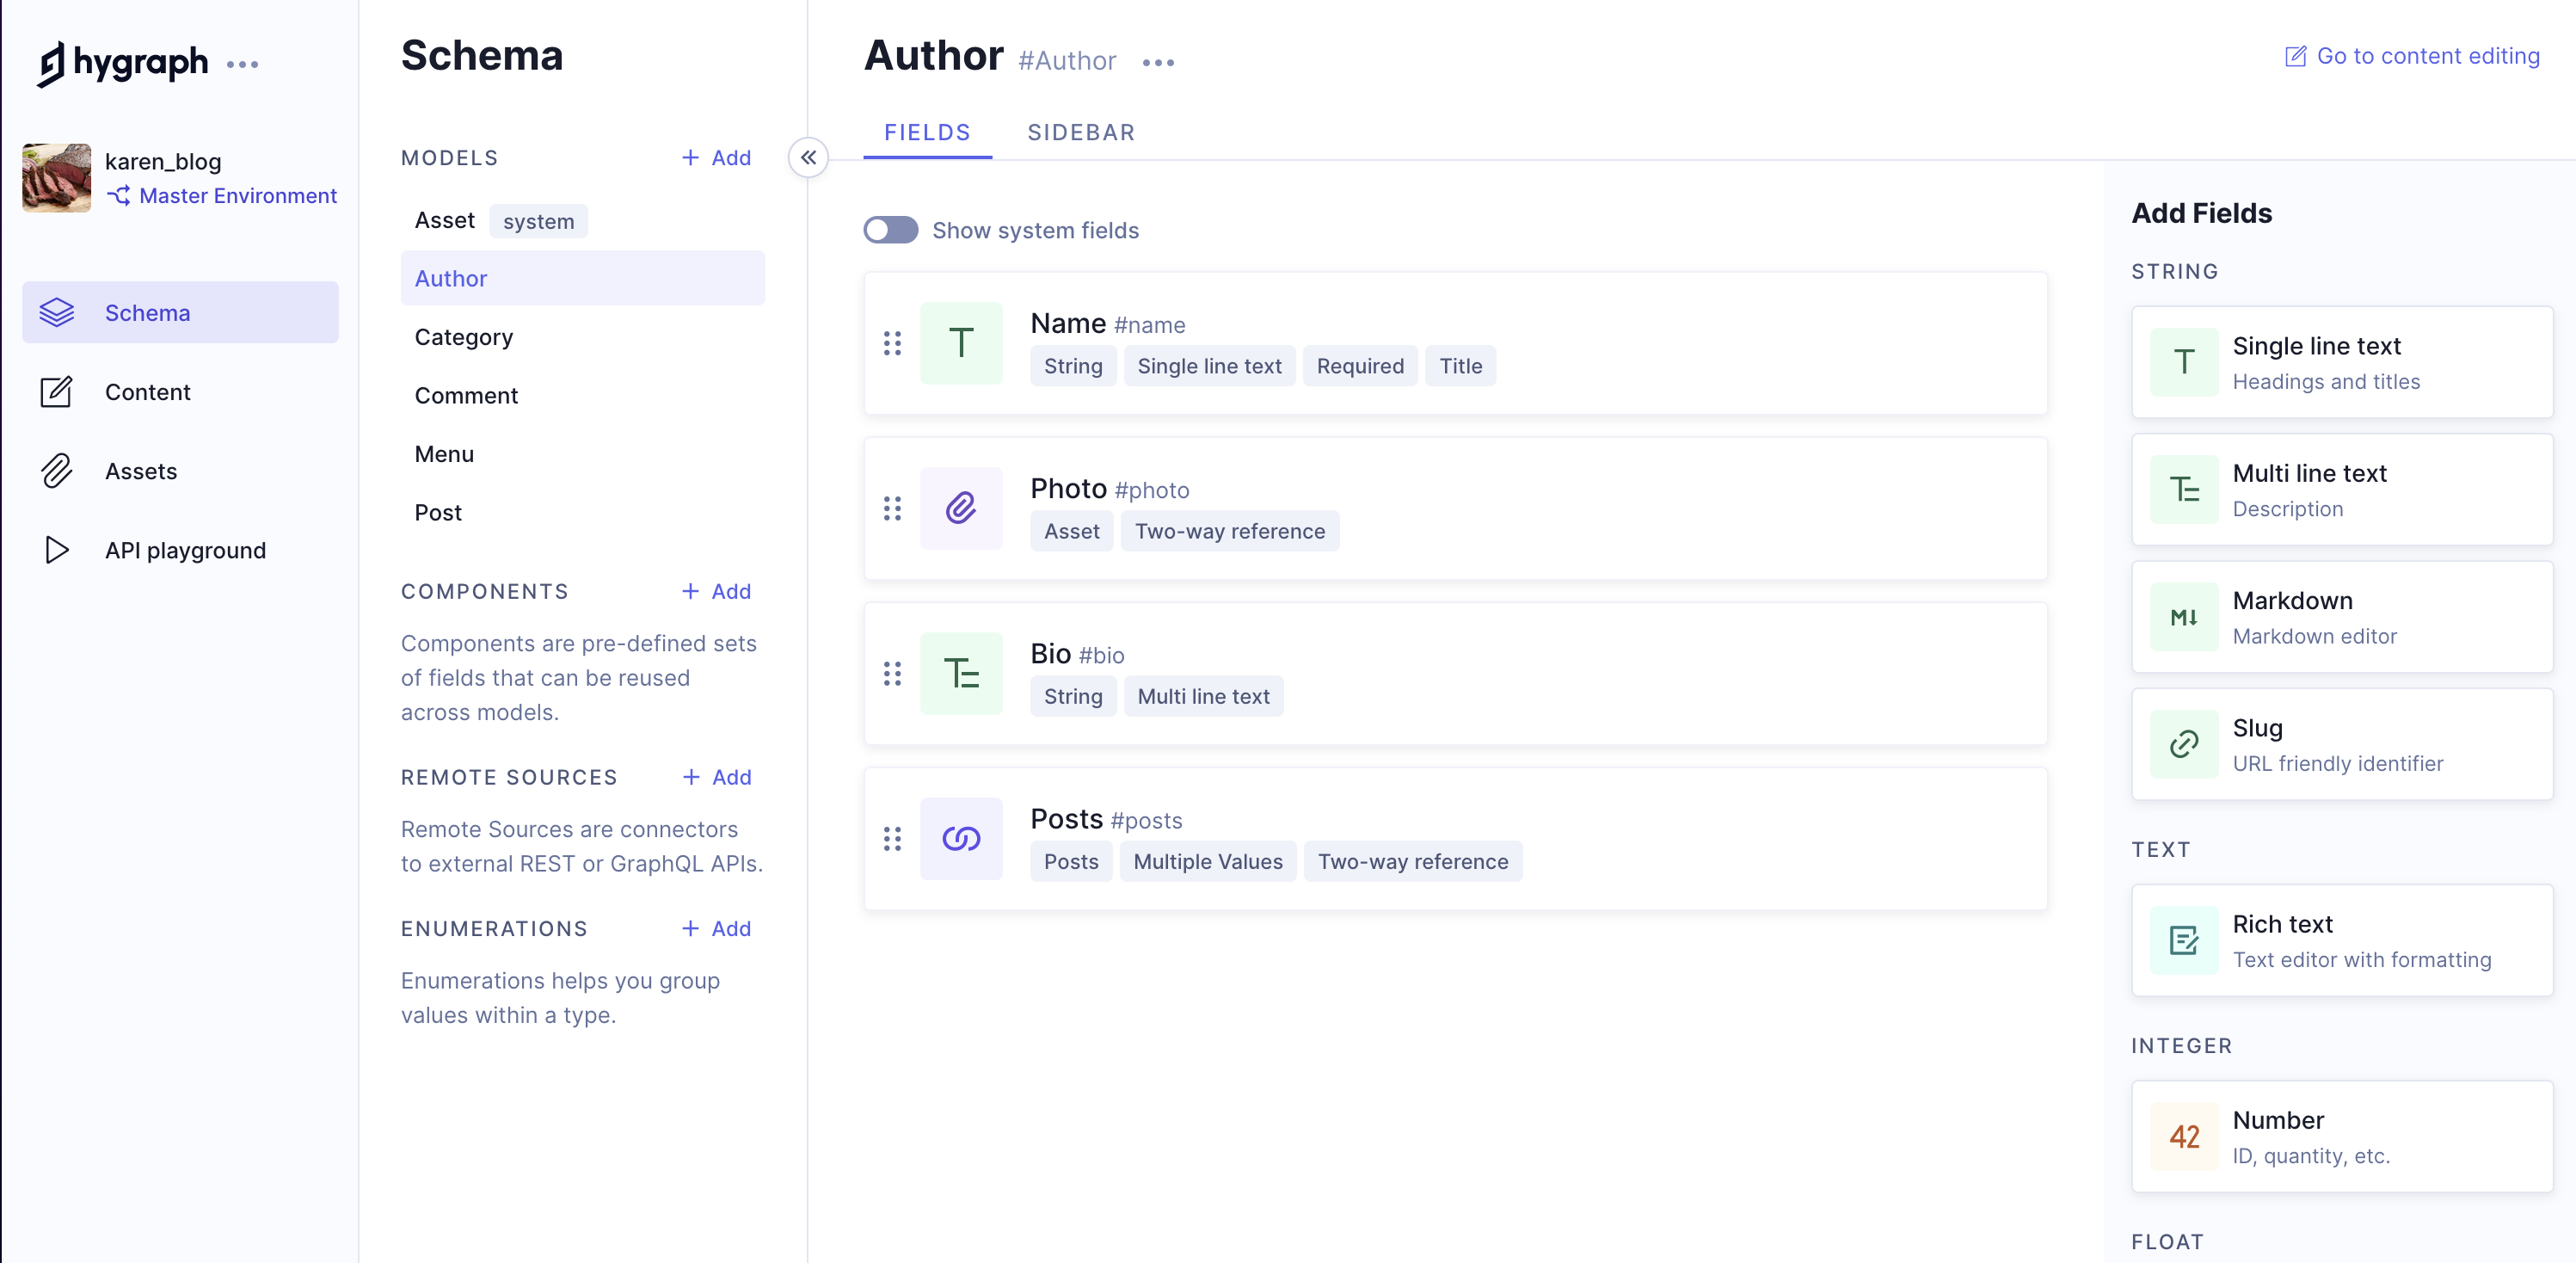 hygraph
karen_blog
Master Environment
Schema
Content
Assets
API playground
Schema
MODELS
+ Add
Asset system
Author
Category
Comment
Menu
Post
COMPONENTS
+ Add
Components are pre-defined sets
of fields that can be reused
across models.
REMOTE SOURCES
+ Add
Remote Sources are connectors
to external REST or GraphQL APIs.
ENUMERATIONS
+ Add
Enumerations helps you group
values within a type.
Author #Author
Go to content editing
FIELDS SIDEBAR
Show system fields
Name #name
String Single line text Required Title
Photo #photo
Asset Two-way reference
Bio #bio
String Multi line text
Posts #posts
Posts Multiple Values Two-way reference
Add Fields
STRING
T
Single line text
Headings and titles
Multi line text
Description
Markdown
Markdown editor
Slug
URL friendly identifier
TEXT
Rich text
Text editor with formatting
INTEGER
42
Number
ID, quantity, etc.
FLOAT